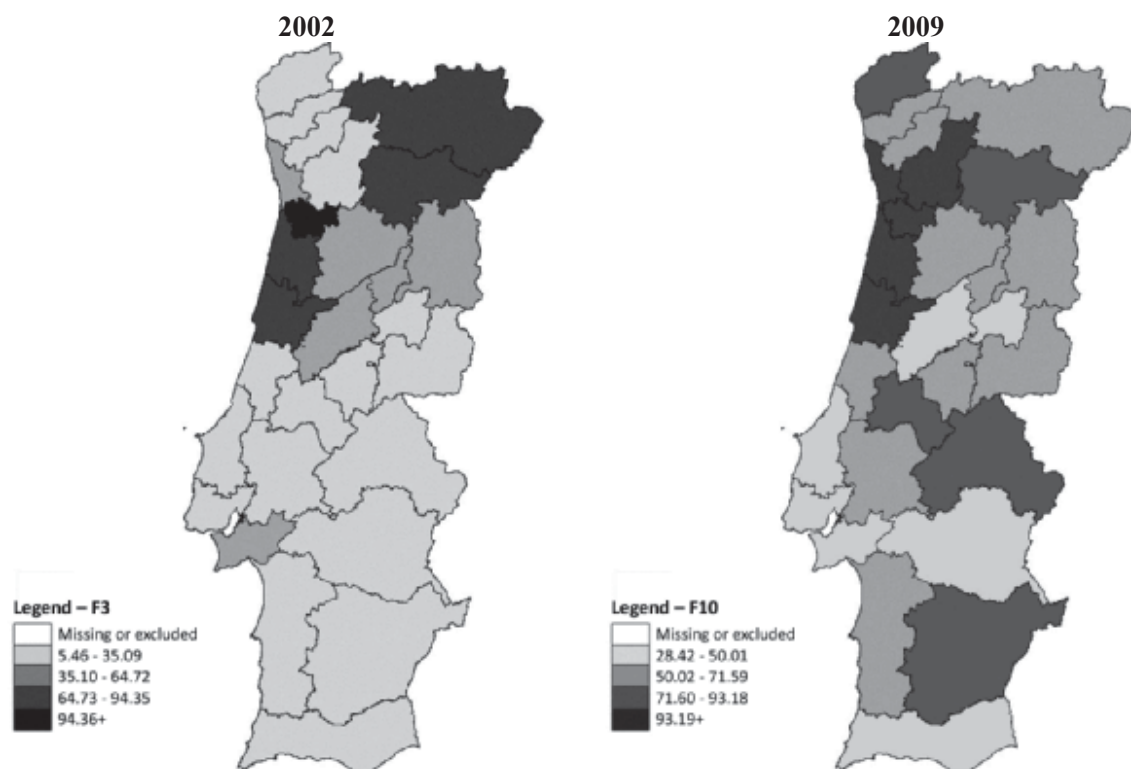 2002
2009
Legend – F3
Missing or excluded
5.46 - 35.09
35.10 - 64.72
64.73 - 94.35
94.36+
Legend – F10
Missing or excluded
28.42 - 50.01
50.02 - 71.59
71.60 - 93.18
93.19+